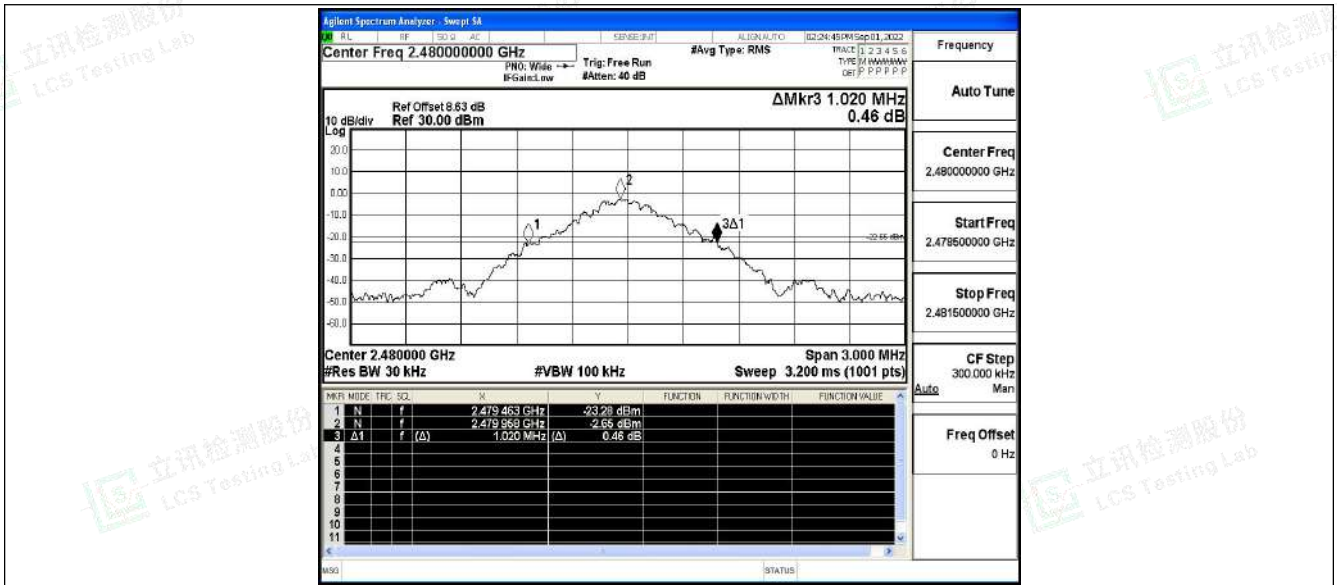 立讯检测股份
LCS Testing Lab
Agilent Spectrum Analyzer - Swept SA
RL RF 50 Ω AC SENSE:INT ALIGN AUTO 02:24:45 PM Sep 01, 2022
Center Freq 2.480000000 GHz
#Avg Type: RMS
TRACE 1 2 3 4 5 6
PNO: Wide
Trig: Free Run
TYPE M WWWWW
IFGain:Low
#Atten: 40 dB
DET P P P P P P
Frequency
Auto Tune
Center Freq
2.480000000 GHz
Start Freq
2.478500000 GHz
Stop Freq
2.481500000 GHz
CF Step
300.000 kHz
Auto Man
Freq Offset
0 Hz
ΔMkr3 1.020 MHz
0.46 dB
Ref Offset 8.63 dB
10 dB/div Ref 30.00 dBm
Log
20.0
10.0
0.00
-10.0
-20.0
-30.0
-40.0
-50.0
-60.0
1
2
3Δ1
-22.65 dBm
Center 2.480000 GHz Span 3.000 MHz
#Res BW 30 kHz #VBW 100 kHz Sweep 3.200 ms (1001 pts)
MKR MODE TRC SCL X Y FUNCTION FUNCTION WIDTH FUNCTION VALUE
1 N f 2.479 463 GHz -23.28 dBm
2 N f 2.479 958 GHz -2.65 dBm
3 Δ1 f (Δ) 1.020 MHz (Δ) 0.46 dB
4
5
6
7
8
9
10
11
MSG STATUS
立讯检测股份
LCS Testing Lab
立讯检测股份
LCS Testing Lab